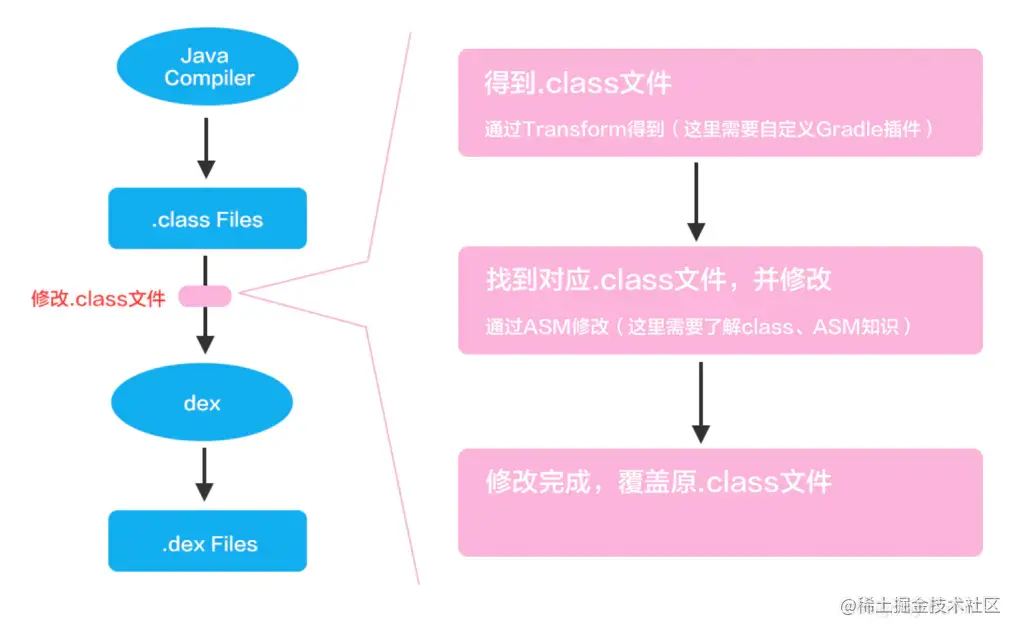 Java
Compiler
.class Files
修改.class文件
dex
.dex Files
得到.class文件
通过Transform得到（这里需要自定义Gradle插件）
找到对应.class文件，并修改
通过ASM修改（这里需要了解class、ASM知识）
修改完成，覆盖原.class文件
@稀土掘金技术社区